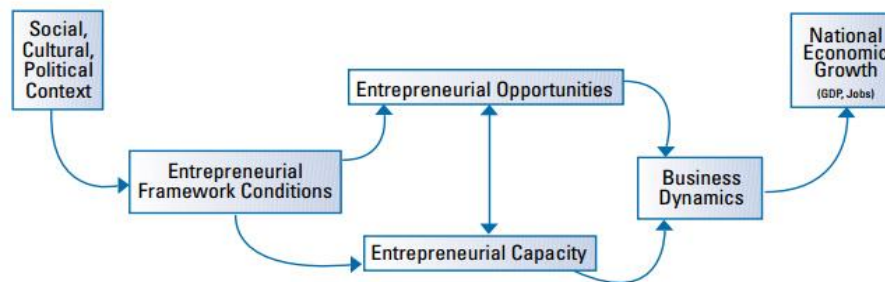 Social,
Cultural,
Political
Context
Entrepreneurial
Framework Conditions
Entrepreneurial Opportunities
Entrepreneurial Capacity
Business
Dynamics
National
Economic
Growth
(GDP, Jobs)